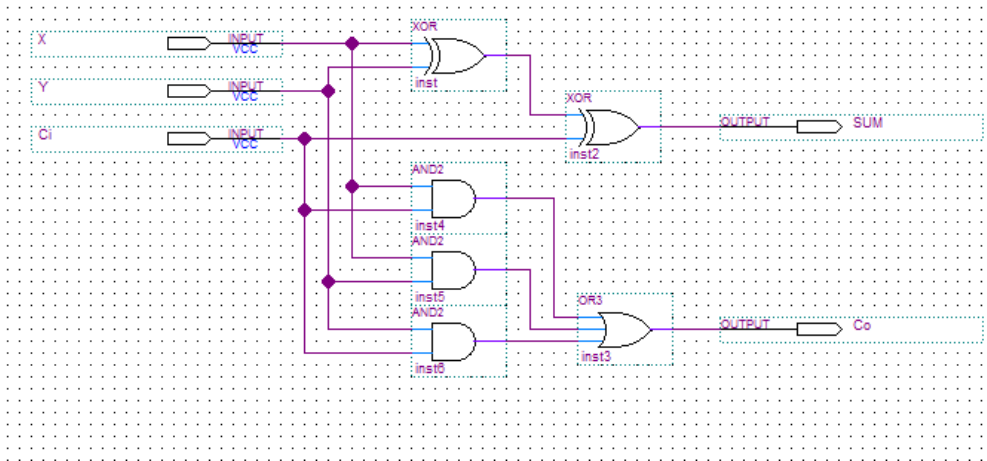 XOR
X
INPUT
VCC
inst
Y
INPUT
VCC
XOR
Ci
INPUT
VCC
OUTPUT
SUM
inst2
AND2
inst4
AND2
inst5
AND2
OR3
OUTPUT
Co
inst3
inst6